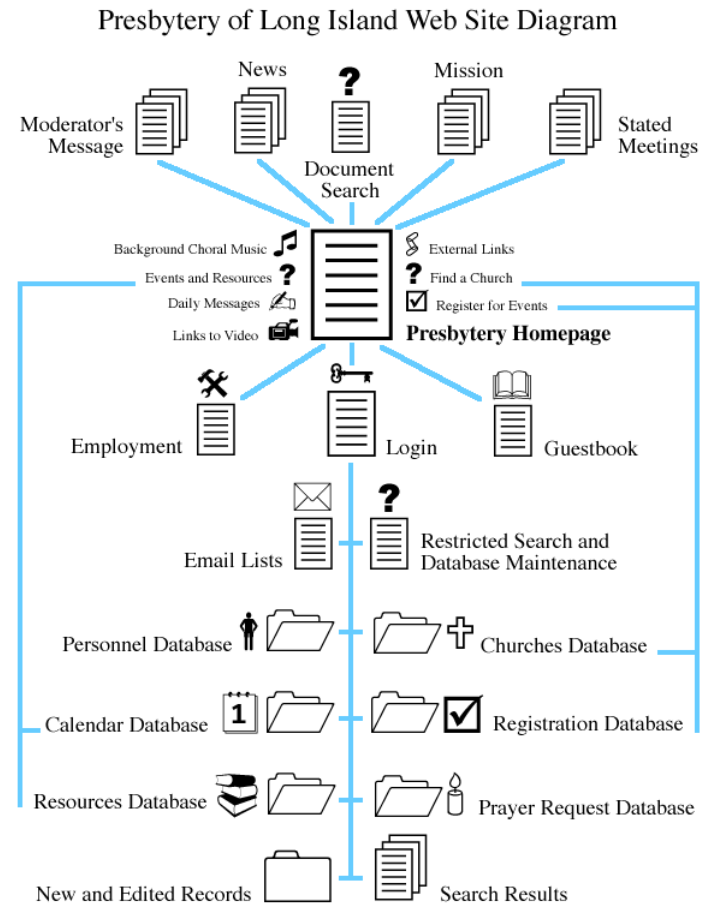 Presbytery of Long Island Web Site Diagram
News
?
Mission
Moderator's
Message
Stated
Meetings
Document
Search
Background Choral Music
External Links
Events and Resources ?
? Find a Church
Daily Messages
Register for Events
Links to Video
Presbytery Homepage
Employment
Login
Guestbook
?
Email Lists
Restricted Search and
Database Maintenance
Personnel Database
Churches Database
Calendar Database 1
Registration Database
Resources Database
Prayer Request Database
New and Edited Records
Search Results